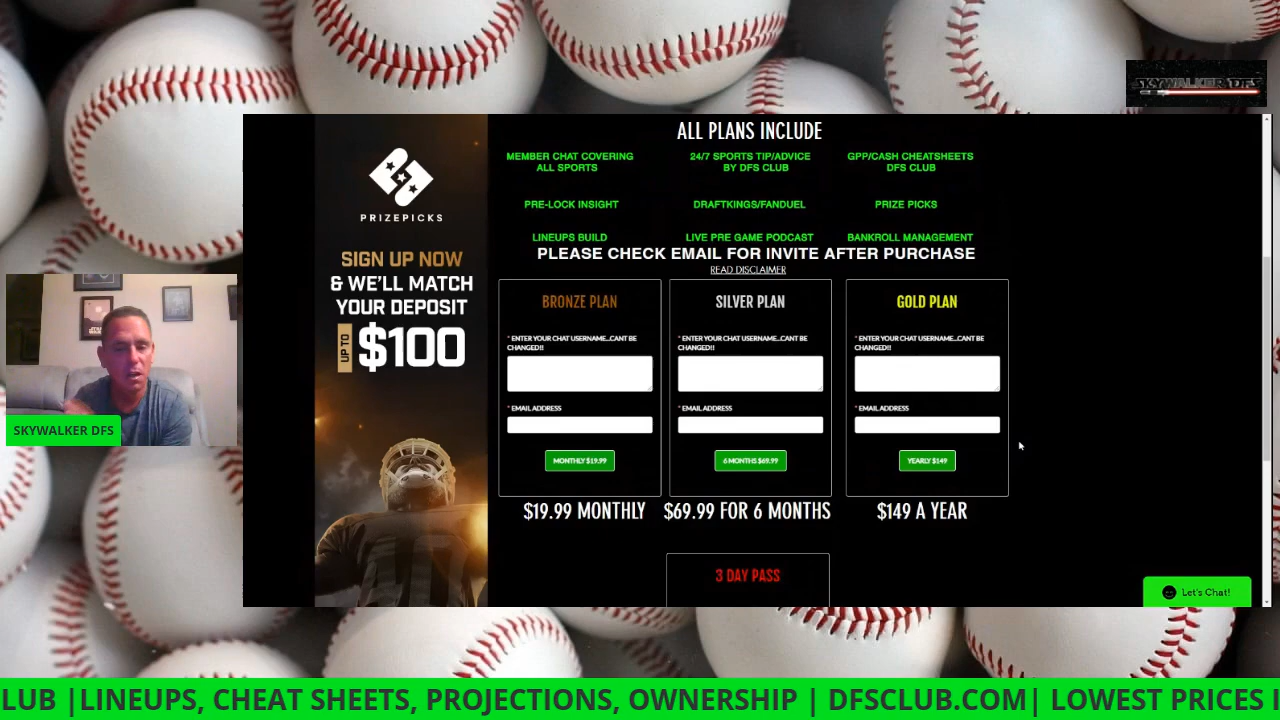 SKYWALKER DFS
ALL PLANS INCLUDE
MEMBER CHAT COVERING
ALL SPORTS
24/7 SPORTS TIP/ADVICE
BY DFS CLUB
GPP/CASH CHEATSHEETS
DFS CLUB
PRE-LOCK INSIGHT
DRAFTKINGS/FANDUEL
PRIZE PICKS
LINEUPS BUILD
LIVE PRE GAME PODCAST
BANKROLL MANAGEMENT
PLEASE CHECK EMAIL FOR INVITE AFTER PURCHASE
READ DISCLAIMER
PRIZEPICKS
SIGN UP NOW
& WE'LL MATCH
YOUR DEPOSIT
UP TO $100
BRONZE PLAN
* ENTER YOUR CHAT USERNAME...CANT BE
CHANGED!!
* EMAIL ADDRESS
MONTHLY $19.99
$19.99 MONTHLY
SILVER PLAN
* ENTER YOUR CHAT USERNAME...CANT BE
CHANGED!!
* EMAIL ADDRESS
6 MONTHS $69.99
$69.99 FOR 6 MONTHS
GOLD PLAN
* ENTER YOUR CHAT USERNAME...CANT BE
CHANGED!!
* EMAIL ADDRESS
YEARLY $149
$149 A YEAR
3 DAY PASS
Let's Chat!
SKYWALKER DFS
LUB | LINEUPS, CHEAT SHEETS, PROJECTIONS, OWNERSHIP | DFSCLUB.COM| LOWEST PRICES